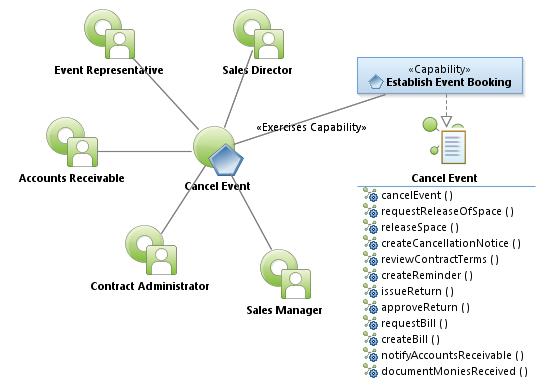 Event Representative
Sales Director
«Capability»
Establish Event Booking
«Exercises Capability»
Accounts Receivable
Cancel Event
Cancel Event
cancelEvent ( )
requestReleaseOfSpace ( )
releaseSpace ( )
createCancellationNotice ( )
reviewContractTerms ( )
createReminder ( )
issueReturn ( )
approveReturn ( )
requestBill ( )
createBill ( )
notifyAccountsReceivable ( )
documentMoniesReceived ( )
Contract Administrator
Sales Manager